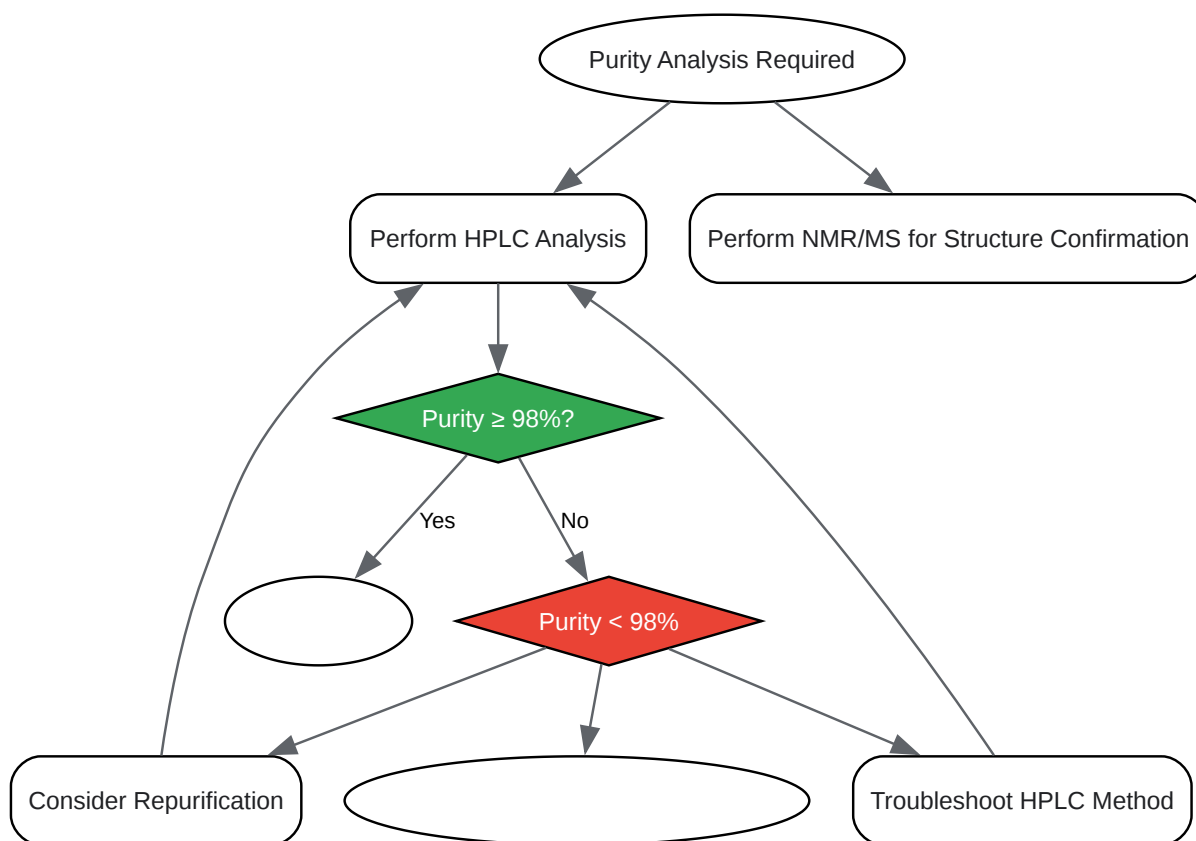 Purity Analysis Required
Perform HPLC Analysis
Perform NMR/MS for Structure Confirmation
Purity ≥ 98%?
Yes
No
Purity < 98%
Consider Repurification
Troubleshoot HPLC Method